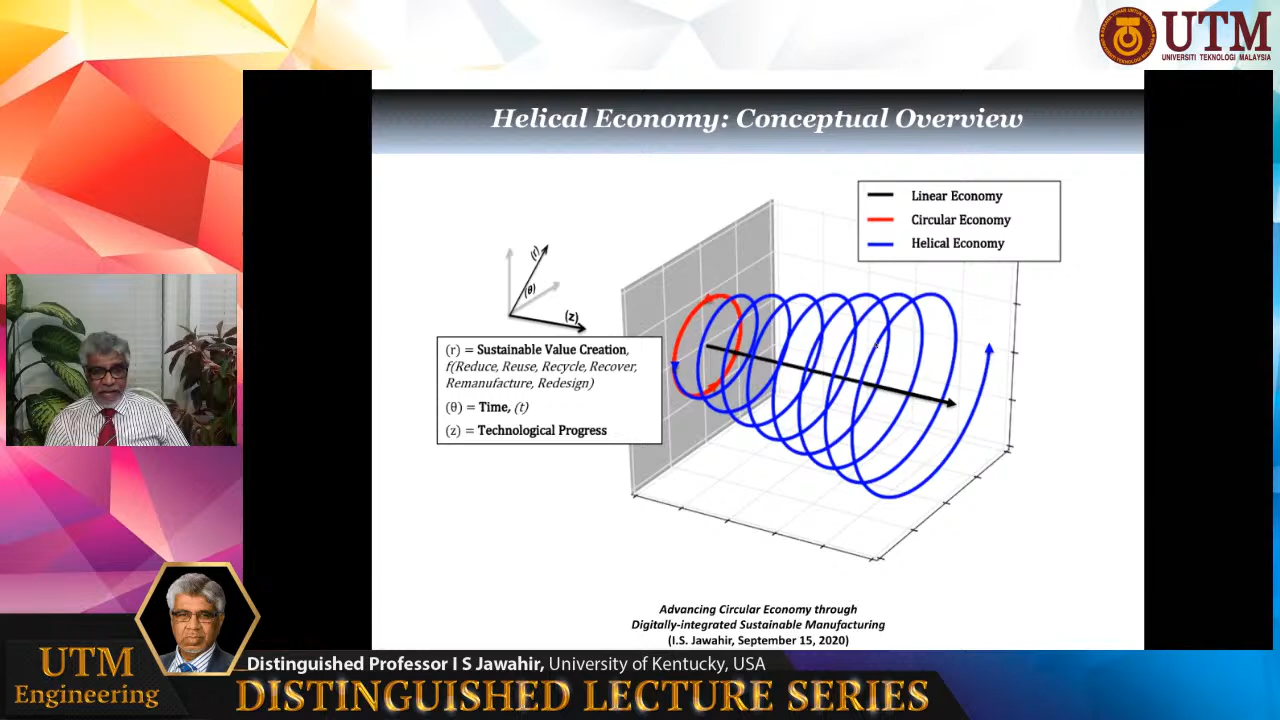 UTM
UNIVERSITI TEKNOLOGI MALAYSIA
Helical Economy: Conceptual Overview
Linear Economy
Circular Economy
Helical Economy
(r)
(θ)
(z)
(r) = Sustainable Value Creation,
f(Reduce, Reuse, Recycle, Recover,
Remanufacture, Redesign)
(θ) = Time, (t)
(z) = Technological Progress
Advancing Circular Economy through
Digitally-integrated Sustainable Manufacturing
(I.S. Jawahir, September 15, 2020)
UTM
Engineering
Distinguished Professor I S Jawahir, University of Kentucky, USA
DISTINGUISHED LECTURE SERIES